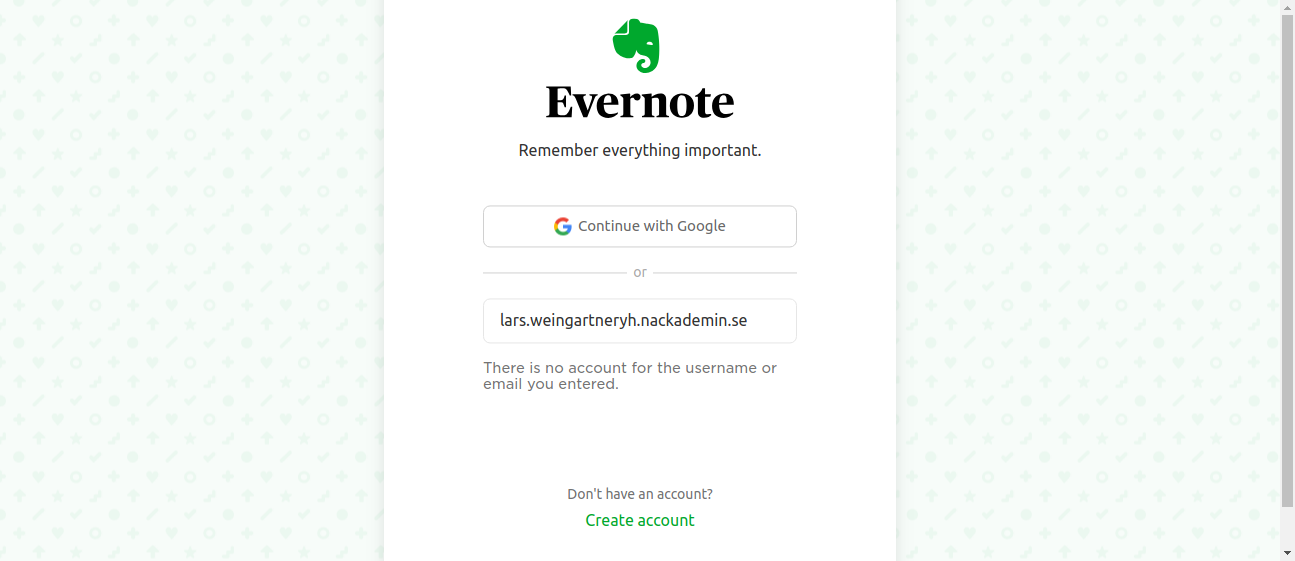 Evernote
Remember everything important.
Continue with Google
or
lars.weingartneryh.nackademin.se
There is no account for the username or
email you entered.
Don't have an account?
Create account